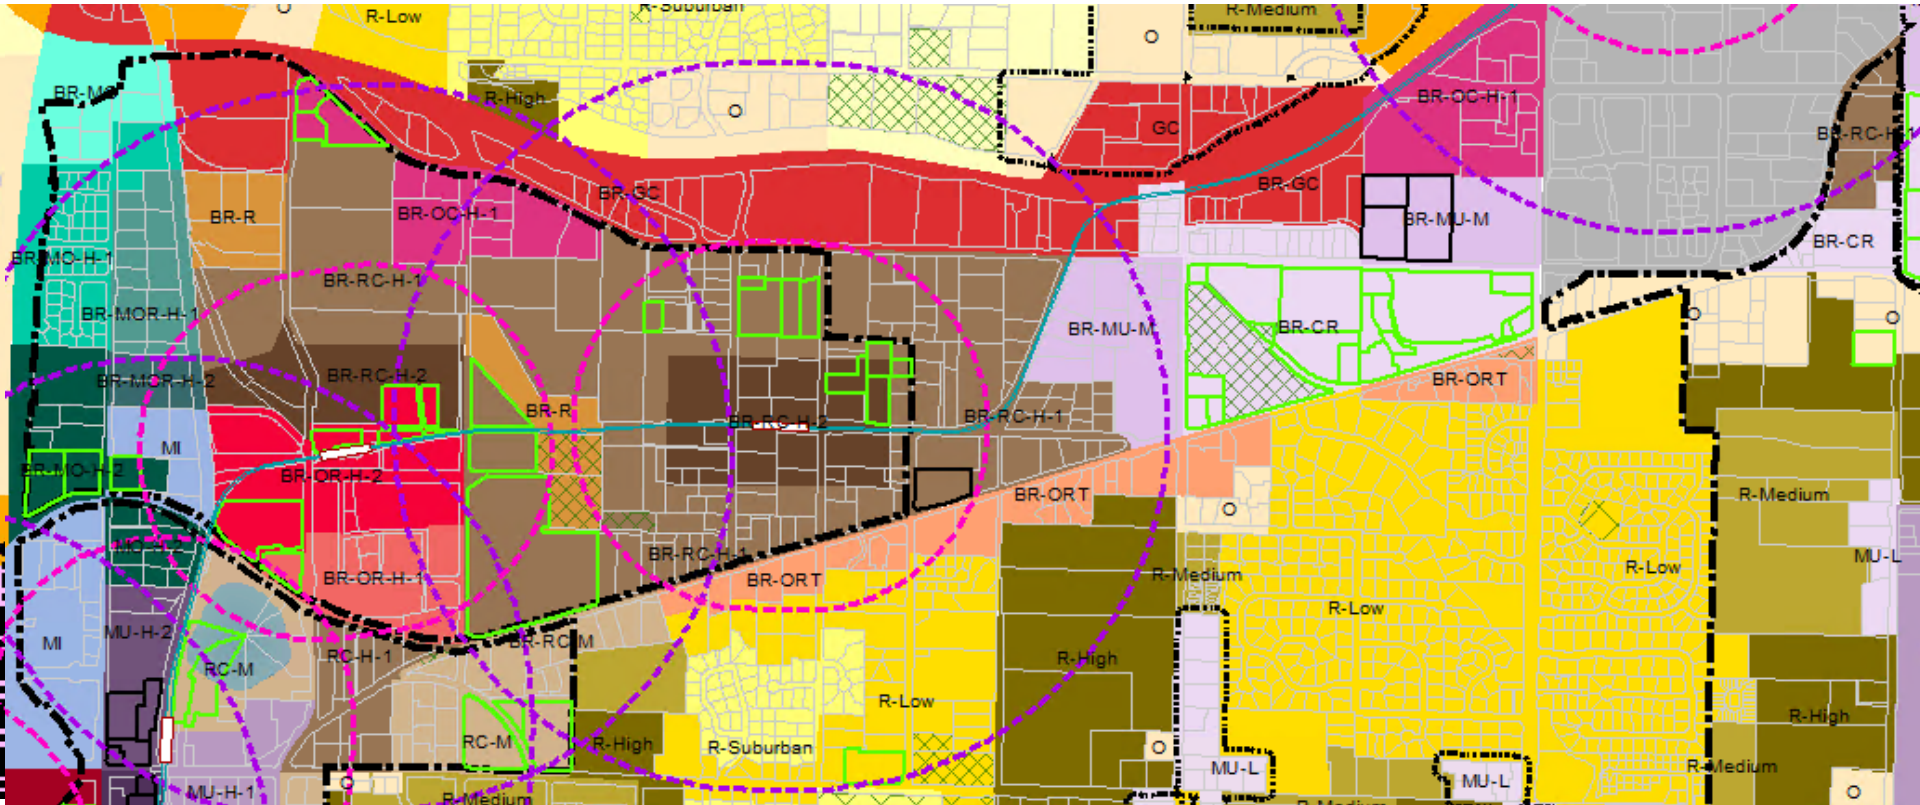 O
R-Low
R-Suburban
R-Medium
O
BR-MO
R-High
O
BR-OC-H-1
GC
BR-RC-H-1
BR-GC
BR-GC
BR-R
BR-OC-H-1
BR-MU-M
BR-CR
BR-MO-H-1
BR-RC-H-1
BR-MOR-H-1
O
O
BR-MU-M
BR-CR
BR-MOR-H-2
BR-RC-H-2
BR-ORT
BR-R
BR-RC-H-2
BR-RC-H-1
MI
BR-MO-H-2
BR-OR-H-2
BR-ORT
R-Medium
O
MO-H-2
BR-RC-H-1
MU-L
BR-OR-H-1
BR-ORT
R-Medium
R-Low
R-Low
MI
MU-H-2
BR-RC-M
RC-H-1
R-High
RC-M
R-Low
R-High
RC-M
R-High
R-Suburban
O
MU-L
R-Medium
MU-L
O
O
MU-H-1
R-Medium
R-Medium